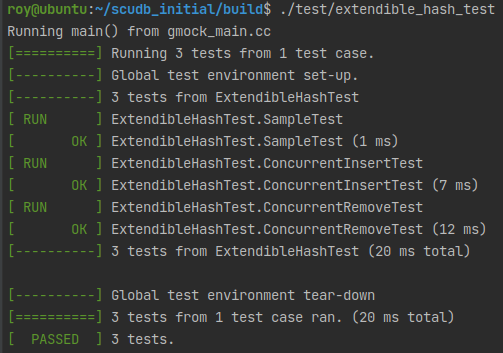 roy@ubuntu:~/scudb_initial/build$ ./test/extendible_hash_test
Running main() from gmock_main.cc
[==========] Running 3 tests from 1 test case.
[----------] Global test environment set-up.
[----------] 3 tests from ExtendibleHashTest
[ RUN      ] ExtendibleHashTest.SampleTest
[       OK ] ExtendibleHashTest.SampleTest (1 ms)
[ RUN      ] ExtendibleHashTest.ConcurrentInsertTest
[       OK ] ExtendibleHashTest.ConcurrentInsertTest (7 ms)
[ RUN      ] ExtendibleHashTest.ConcurrentRemoveTest
[       OK ] ExtendibleHashTest.ConcurrentRemoveTest (12 ms)
[----------] 3 tests from ExtendibleHashTest (20 ms total)
[----------] Global test environment tear-down
[==========] 3 tests from 1 test case ran. (20 ms total)
[  PASSED  ] 3 tests.